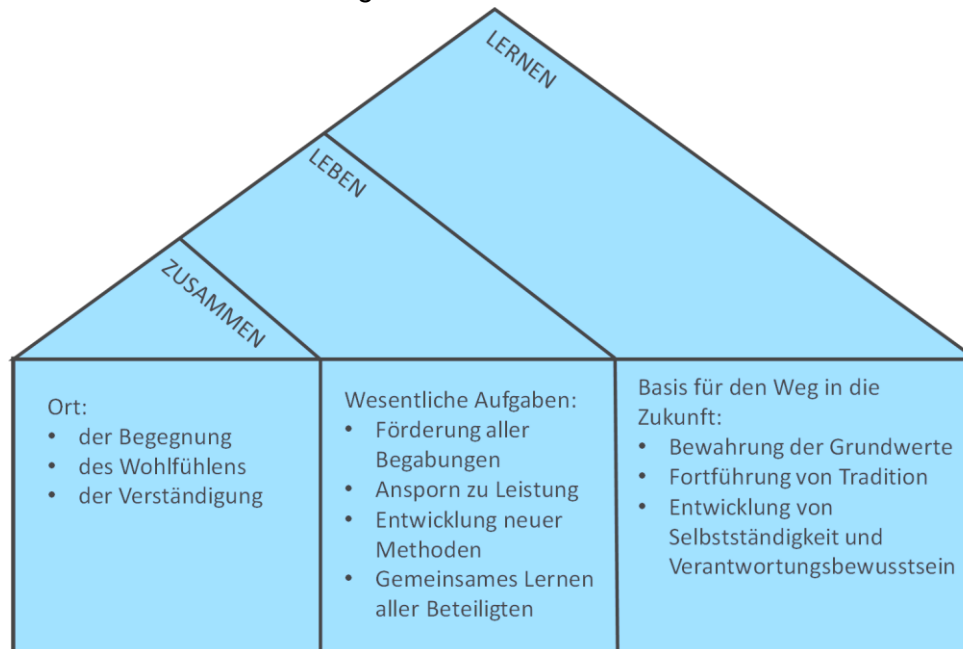 LERNEN
LEBEN
ZUSAMMEN
Ort:
• der Begegnung
• des Wohlfühlens
• der Verständigung
Wesentliche Aufgaben:
• Förderung aller
Begabungen
• Ansporn zu Leistung
• Entwicklung neuer
Methoden
• Gemeinsames Lernen
aller Beteiligten
Basis für den Weg in die
Zukunft:
• Bewahrung der Grundwerte
• Fortführung von Tradition
• Entwicklung von
Selbstständigkeit und
Verantwortungsbewusstsein